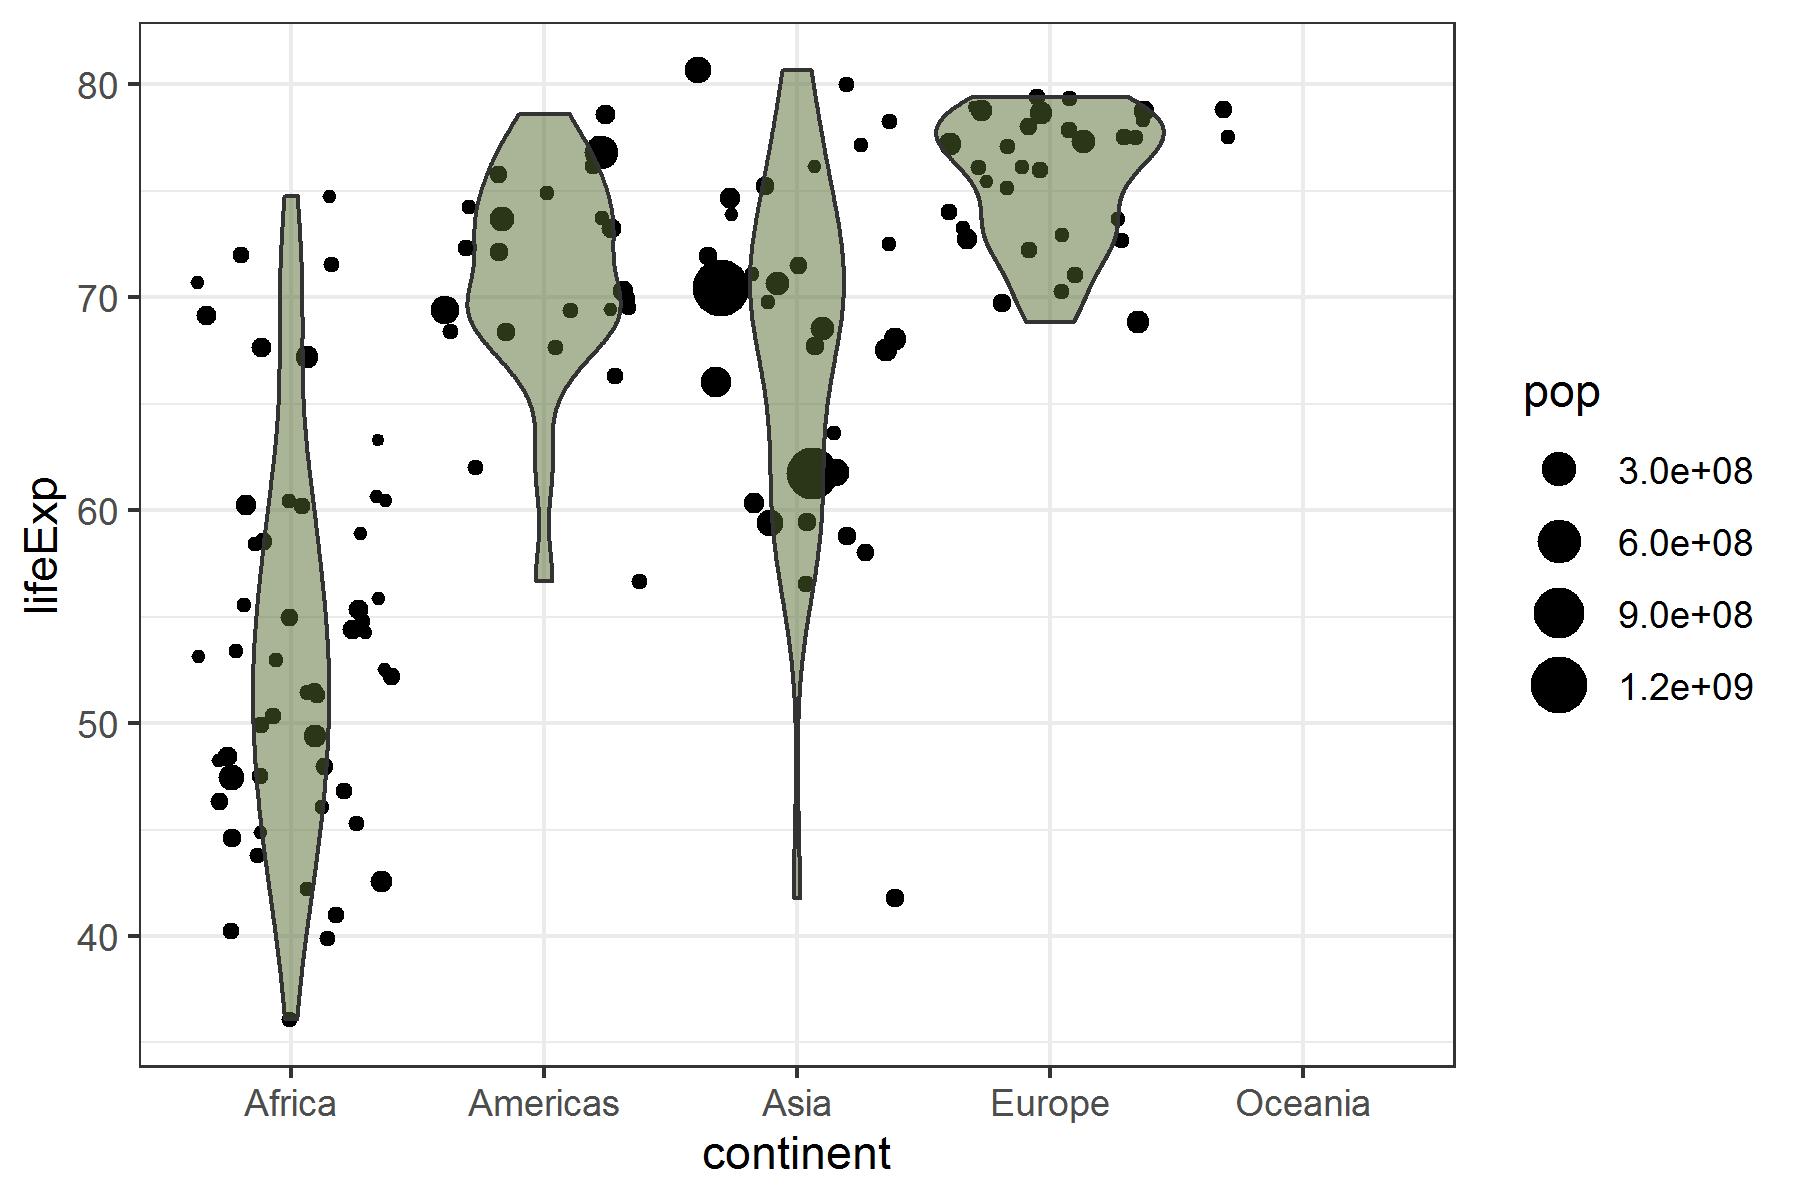 80
70
60
50
40
lifeExp
Africa Americas Asia Europe Oceania
continent
pop
3.0e+08
6.0e+08
9.0e+08
1.2e+09